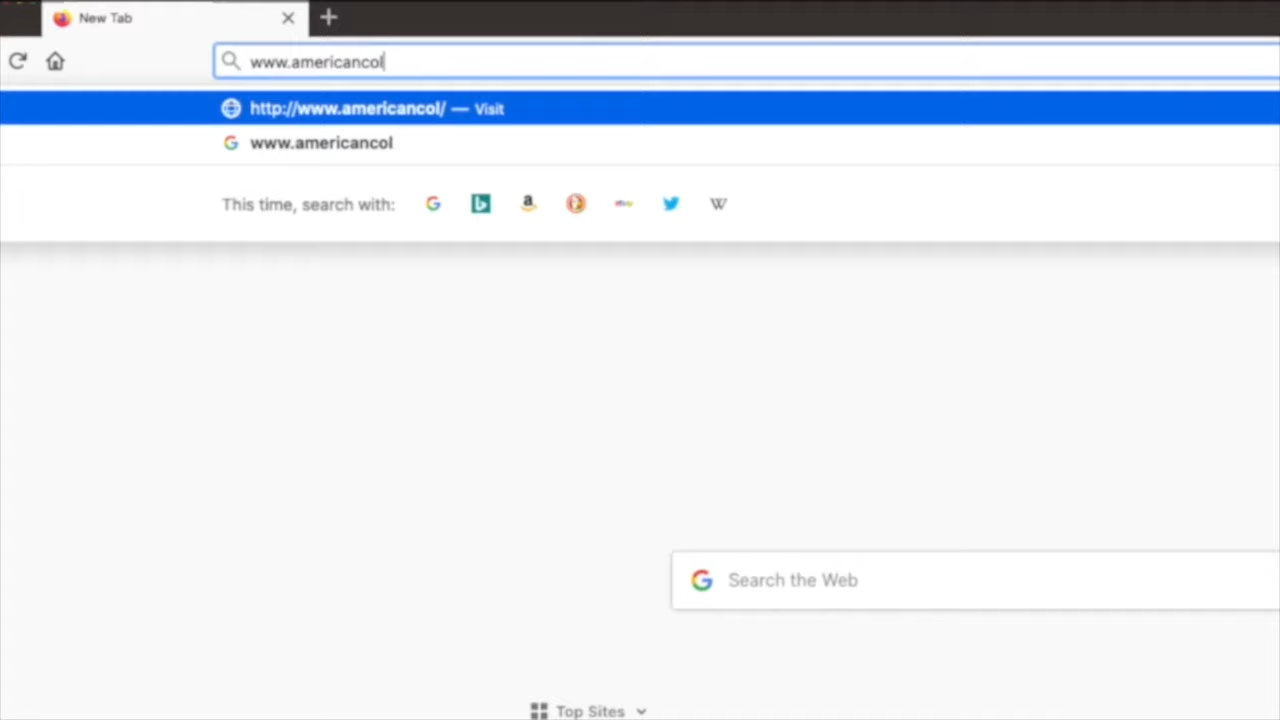 New Tab
www.americancol
http://www.americancol/ — Visit
www.americancol
This time, search with:
Search the Web
Top Sites